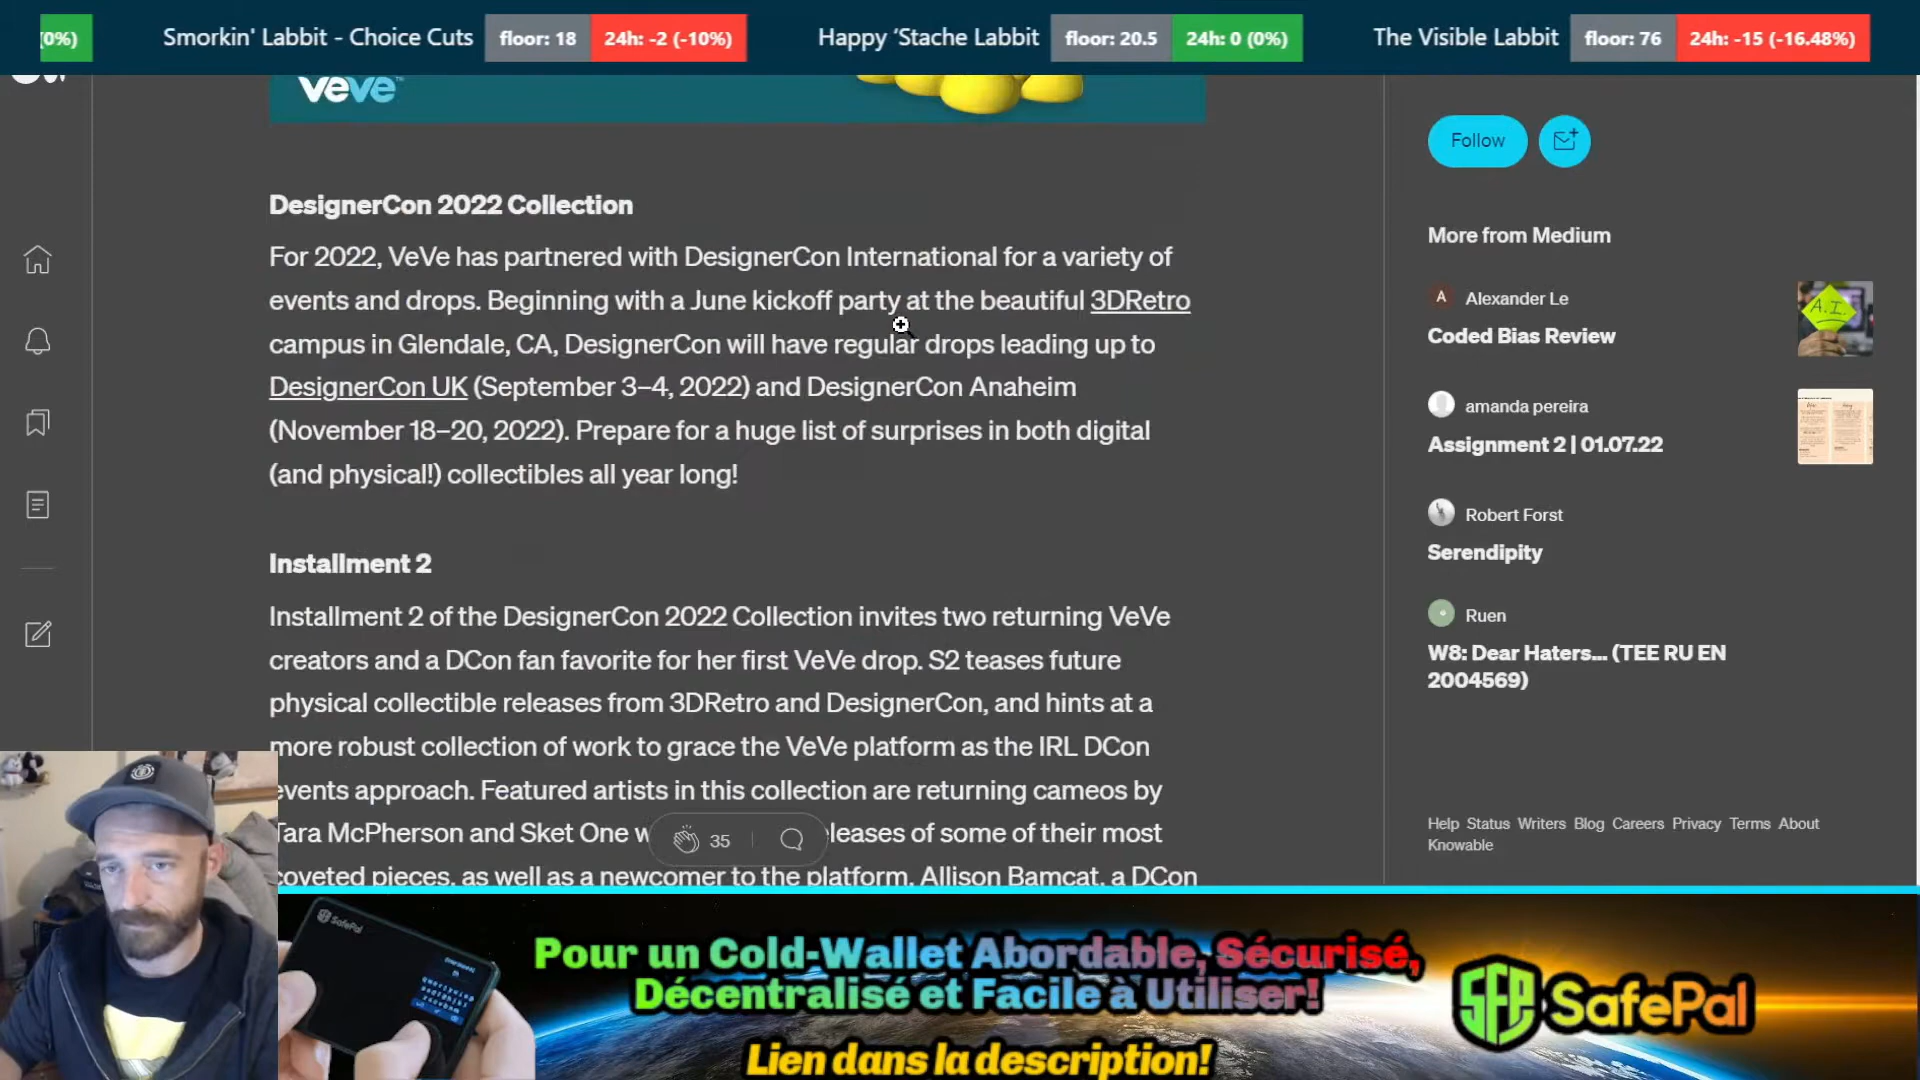 (0%) Smorkin' Labbit - Choice Cuts floor: 18 24h: -2 (-10%) Happy ‘Stache Labbit floor: 20.5 24h: 0 (0%) The Visible Labbit floor: 76 24h: -15 (-16.48%)
veve™
DesignerCon 2022 Collection
For 2022, VeVe has partnered with DesignerCon International for a variety of
events and drops. Beginning with a June kickoff party at the beautiful 3DRetro
campus in Glendale, CA, DesignerCon will have regular drops leading up to
DesignerCon UK (September 3–4, 2022) and DesignerCon Anaheim
(November 18–20, 2022). Prepare for a huge list of surprises in both digital
(and physical!) collectibles all year long!
Installment 2
Installment 2 of the DesignerCon 2022 Collection invites two returning VeVe
creators and a DCon fan favorite for her first VeVe drop. S2 teases future
physical collectible releases from 3DRetro and DesignerCon, and hints at a
more robust collection of work to grace the VeVe platform as the IRL DCon
events approach. Featured artists in this collection are returning cameos by
Tara McPherson and Sket One w eleases of some of their most
35
coveted pieces, as well as a newcomer to the platform, Allison Bamcat, a DCon
Follow
More from Medium
A Alexander Le
Coded Bias Review
A.I.
amanda pereira
Assignment 2 | 01.07.22
Robert Forst
Serendipity
Ruen
W8: Dear Haters... (TEE RU EN
2004569)
Help Status Writers Blog Careers Privacy Terms About
Knowable
SafePal
Pour un Cold-Wallet Abordable, Sécurisé,
Décentralisé et Facile à Utiliser!
Lien dans la description!
SFP SafePal